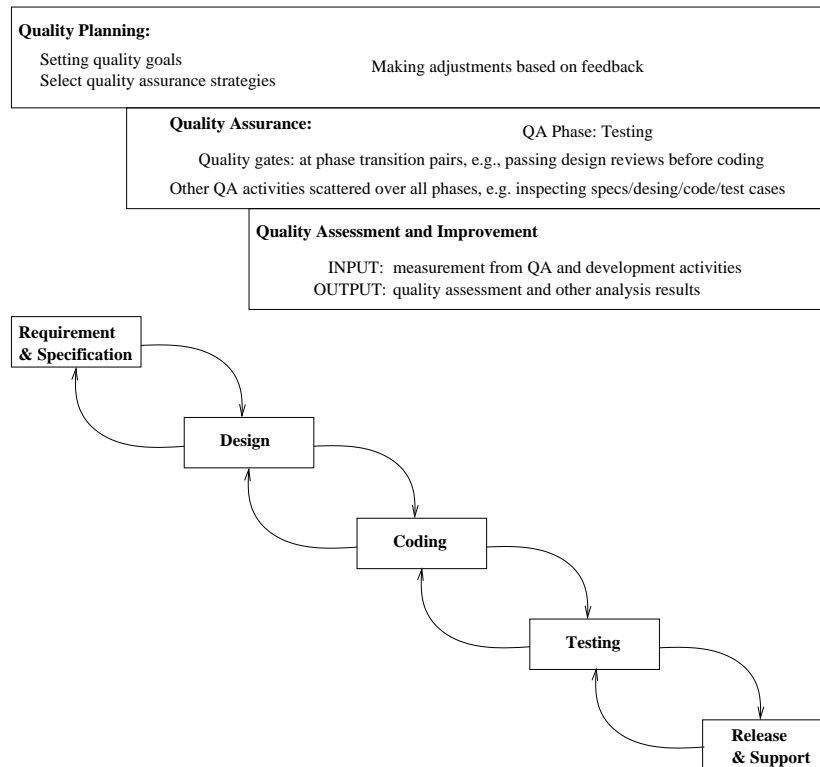 Quality Planning:
Setting quality goals
Select quality assurance strategies
Making adjustments based on feedback
Quality Assurance:
QA Phase: Testing
Quality gates: at phase transition pairs, e.g., passing design reviews before coding
Other QA activities scattered over all phases, e.g. inspecting specs/desing/code/test cases
Quality Assessment and Improvement
INPUT: measurement from QA and development activities
OUTPUT: quality assessment and other analysis results
Requirement
& Specification
Design
Coding
Testing
Release
& Support